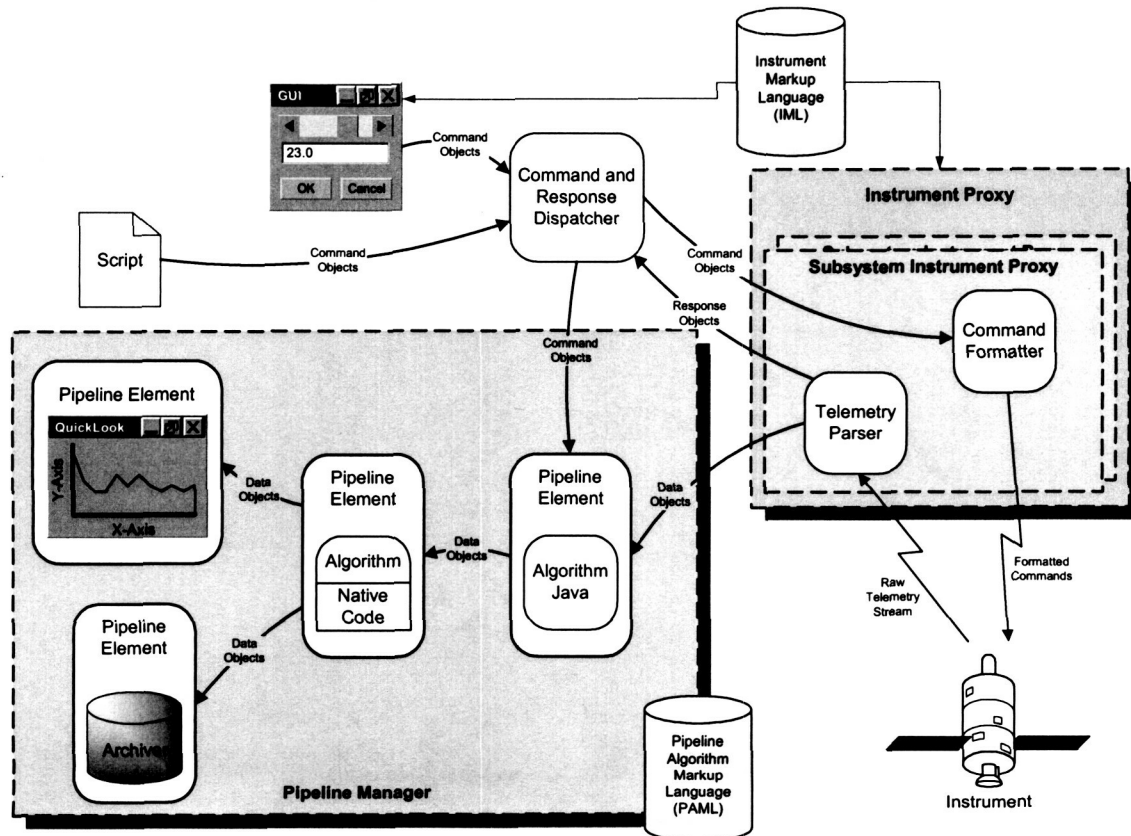 Instrument
Markup
Language
(IML)
GUI
23.0
OK
Cancel
Command
Objects
Command and
Response
Dispatcher
Instrument Proxy
Script
Command
Objects
Command
Objects
Subsystem Instrument Proxy
Response
Objects
Command
Formatter
Command
Objects
Telemetry
Parser
Pipeline Element
QuickLook
Y-Axis
X-Axis
Data
Objects
Pipeline
Element
Algorithm
Native
Code
Data
Objects
Pipeline
Element
Algorithm
Java
Data
Objects
Raw
Telemetry
Stream
Formatted
Commands
Pipeline
Element
Archive
Data
Objects
Pipeline Manager
Pipeline
Algorithm
Markup
Language
(PAML)
Instrument